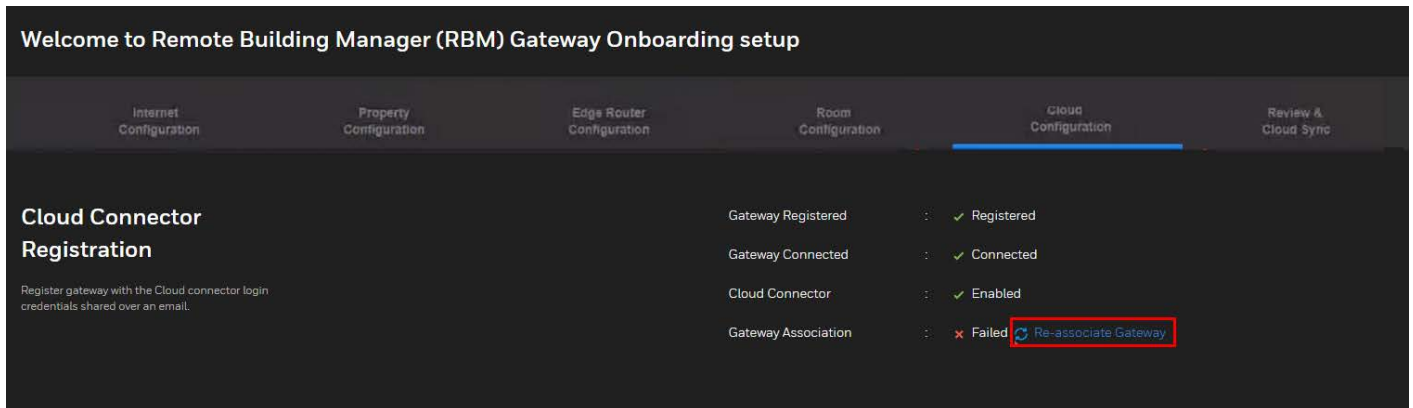 Welcome to Remote Building Manager (RBM) Gateway Onboarding setup
Internet
Configuration
Property
Configuration
Edge Router
Configuration
Room
Configuration
Cloud
Configuration
Review &
Cloud Sync
Cloud Connector
Registration
Register gateway with the Cloud connector login
credentials shared over an email.
Gateway Registered : Registered
Gateway Connected : Connected
Cloud Connector : Enabled
Gateway Association : Failed Re-associate Gateway